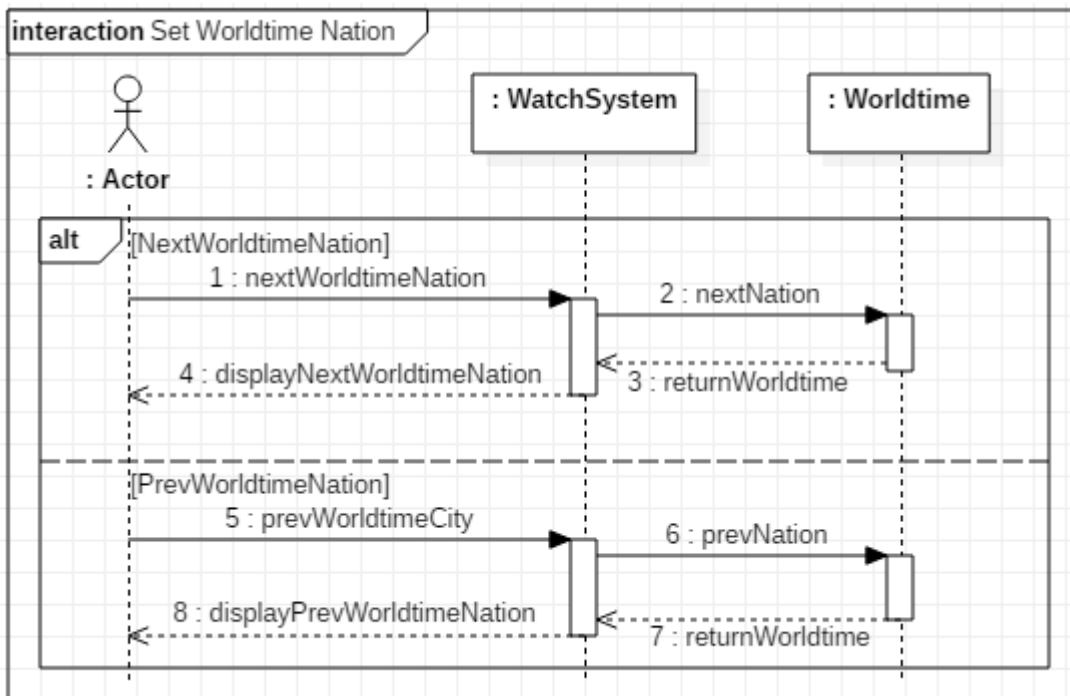 interaction Set Worldtime Nation
: WatchSystem
: Worldtime
: Actor
alt
[NextWorldtimeNation]
1 : nextWorldtimeNation
2 : nextNation
3 : returnWorldtime
4 : displayNextWorldtimeNation
[PrevWorldtimeNation]
5 : prevWorldtimeCity
6 : prevNation
7 : returnWorldtime
8 : displayPrevWorldtimeNation